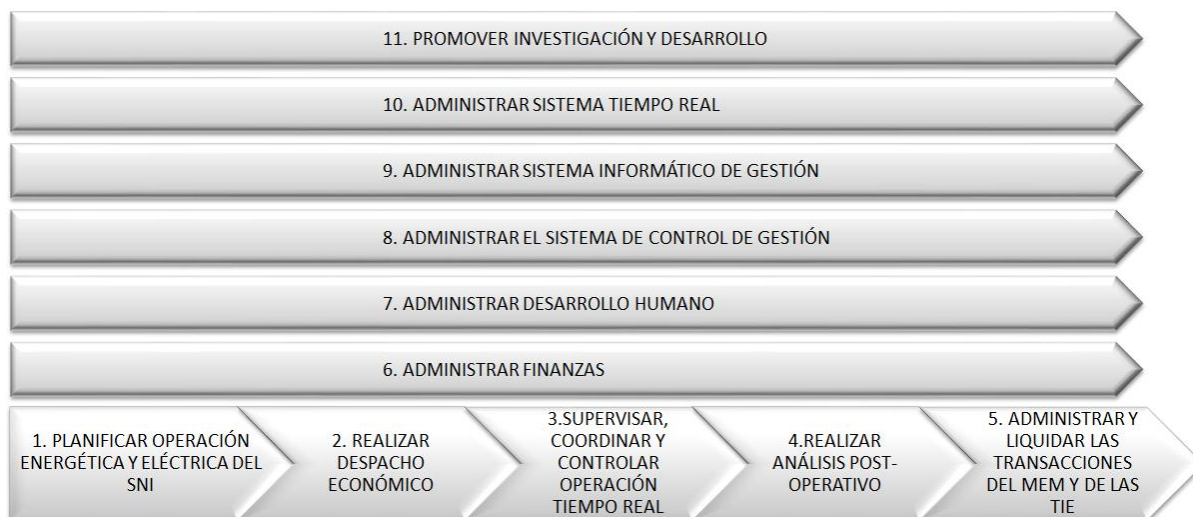 11. PROMOVER INVESTIGACIÓN Y DESARROLLO
10. ADMINISTRAR SISTEMA TIEMPO REAL
9. ADMINISTRAR SISTEMA INFORMÁTICO DE GESTIÓN
8. ADMINISTRAR EL SISTEMA DE CONTROL DE GESTIÓN
7. ADMINISTRAR DESARROLLO HUMANO
6. ADMINISTRAR FINANZAS
1. PLANIFICAR OPERACIÓN
ENERGÉTICA Y ELÉCTRICA DEL
SNI
2. REALIZAR
DESPACHO
ECONÓMICO
3.SUPERVISAR,
COORDINAR Y
CONTROLAR
OPERACIÓN
TIEMPO REAL
4.REALIZAR
ANÁLISIS POST-
OPERATIVO
5. ADMINISTRAR Y
LIQUIDAR LAS
TRANSACCIONES
DEL MEM Y DE LAS
TIE